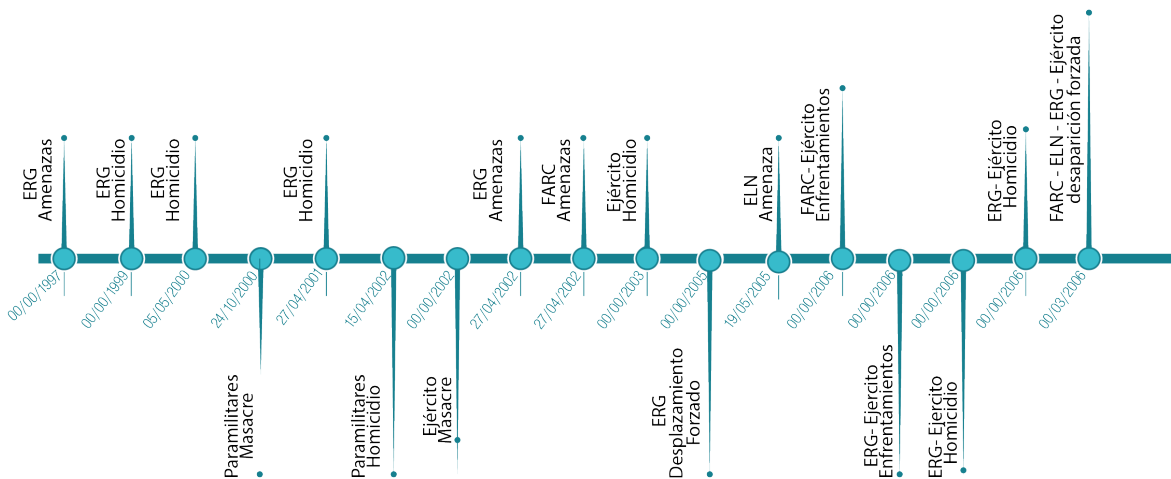 ERG
Amenazas
00/00/1997
ERG
Homicidio
00/00/1999
ERG
Homicidio
05/05/2000
Paramilitares
Masacre
24/10/2000
ERG
Homicidio
27/04/2001
Paramilitares
Homicidio
15/04/2002
Ejército
Masacre
00/00/2002
ERG
Amenazas
27/04/2002
FARC
Amenazas
27/04/2002
Ejército
Homicidio
00/00/2003
ERG
Desplazamiento
Forzado
00/00/2005
ELN
Amenaza
19/05/2005
FARC- Ejército
Enfrentamientos
00/00/2006
ERG- Ejercito
Enfrentamientos
00/00/2006
ERG- Ejercito
Homicidio
00/00/2006
ERG- Ejército
Homicidio
00/00/2006
FARC - ELN - ERG - Ejército
desaparición forzada
00/03/2006